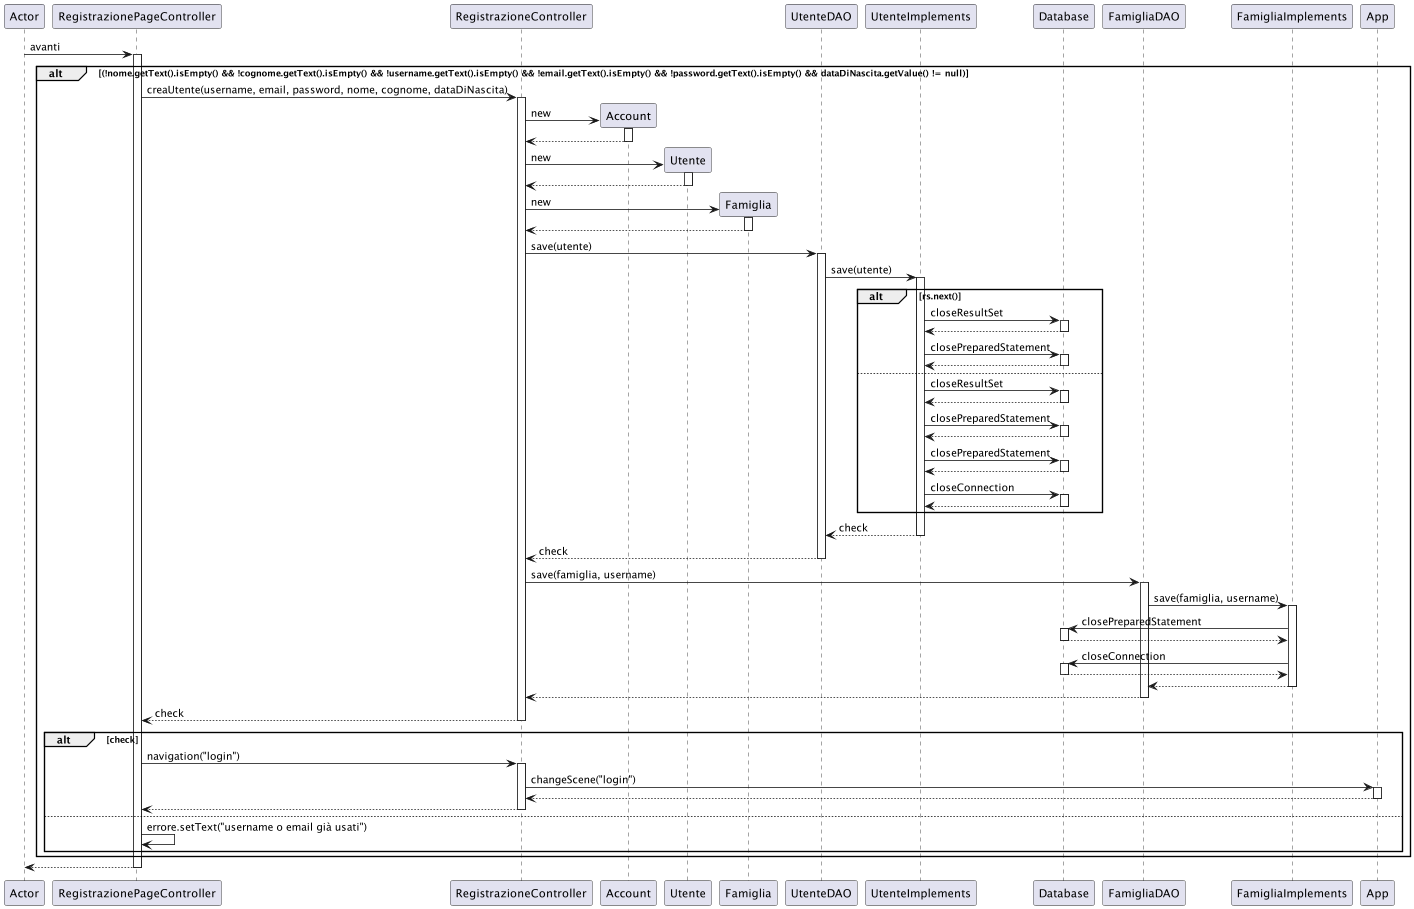 Actor RegistrazionePageController RegistrazioneController UtenteDAO UtenteImplements Database FamigliaDAO FamigliaImplements App
avanti
alt [(!nome.getText().isEmpty() && !cognome.getText().isEmpty() && !username.getText().isEmpty() && !email.getText().isEmpty() && !password.getText().isEmpty() && dataDiNascita.getValue() != null)]
creaUtente(username, email, password, nome, cognome, dataDiNascita)
new
Account
new
Utente
new
Famiglia
save(utente)
save(utente)
alt [rs.next()]
closeResultSet
closePreparedStatement
closeResultSet
closePreparedStatement
closePreparedStatement
closeConnection
check
check
save(famiglia, username)
save(famiglia, username)
closePreparedStatement
closeConnection
check
alt [check]
navigation("login")
changeScene("login")
errore.setText("username o email già usati")
Actor RegistrazionePageController RegistrazioneController Account Utente Famiglia UtenteDAO UtenteImplements Database FamigliaDAO FamigliaImplements App